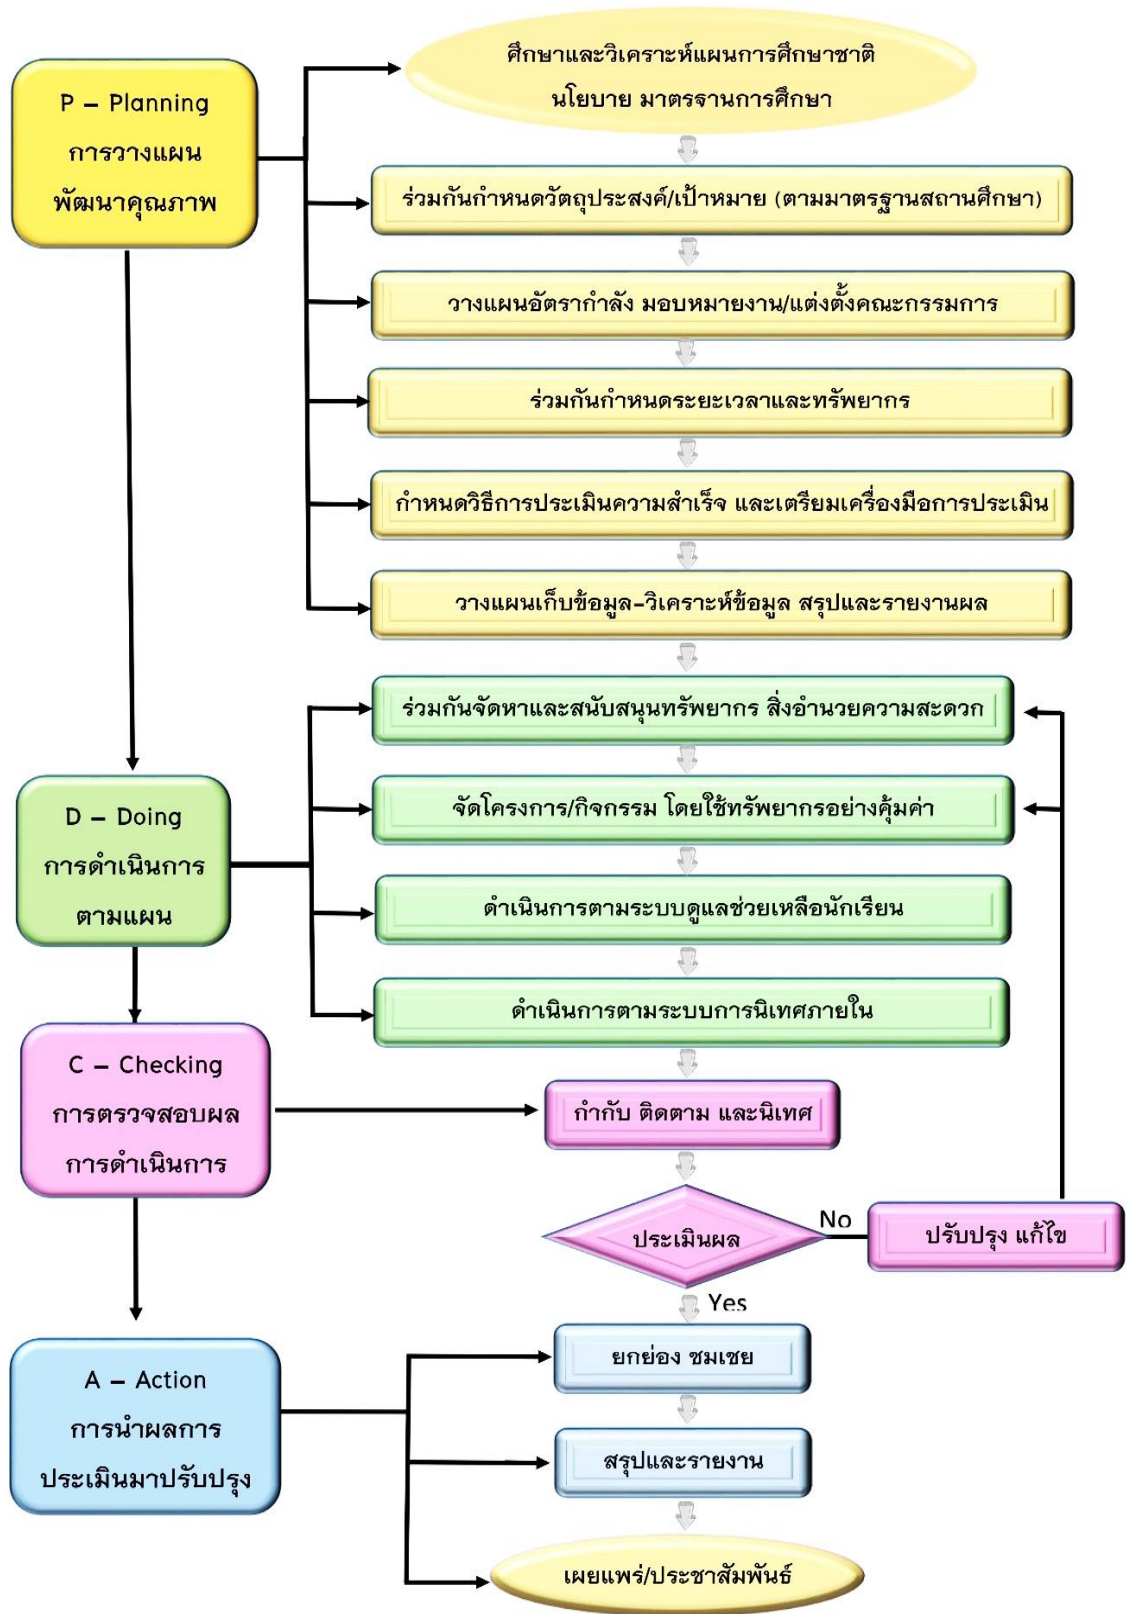 P – Planning
การวางแผน
พัฒนาคุณภาพ
ศึกษาและวิเคราะห์แผนการศึกษาชาติ
นโยบาย มาตรจานการศึกษา
ร่วมกันกำหนดวัตถุประสงค์/เป้าหมาย (ตามมาตรฐานสถานศึกษา)
วางแผนอัตรากำลัง มอบหมายงาน/แต่งตั้งคณะกรรมการ
ร่วมกันกำหนดระยะเวลาและทรัพยากร
กำหนดวิธีการประเมินความสำเร็จ และเตรียมเครื่องมือการประเมิน
วางแผนเก็บข้อมูล-วิเคราะห์ข้อมูล สรุปและรายงานผล
D – Doing
การดำเนินการ
ตามแผน
ร่วมกันจัดหาและสนับสนุนทรัพยากร สิ่งอำนวยความสะดวก
จัดโครงการ/กิจกรรม โดยใช้ทรัพยากรอย่างคุ้มค่า
ดำเนินการตามระบบดูแลช่วยเหลือนักเรียน
ดำเนินการตามระบบการนิเทศภายใน
C – Checking
การตรวจสอบผล
การดำเนินการ
กำกับ ติดตาม และนิเทศ
ประเมินผล
No
ปรับปรุง แก้ไข
Yes
A – Action
การนำผลการ
ประเมินมาปรับปรุง
ยกย่อง ชมเชย
สรุปและรายงาน
เผยแพร่/ประชาสัมพันธ์